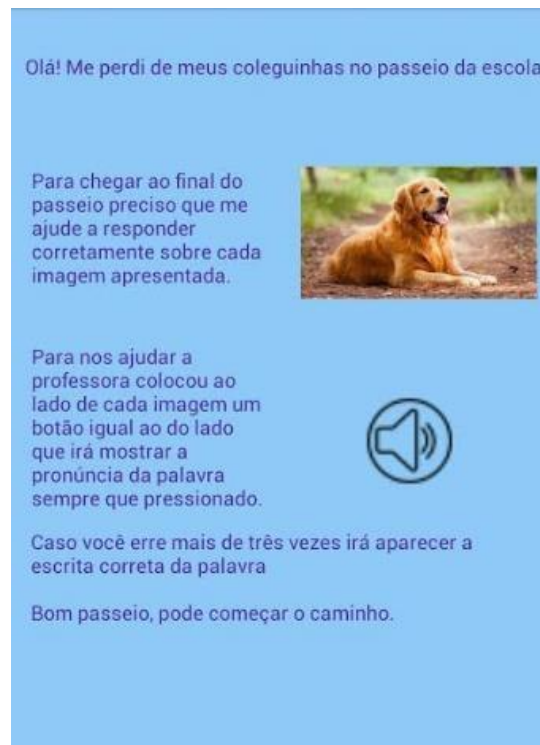 Olá! Me perdi de meus coleguinhas no passeio da escola
Para chegar ao final do
passeio preciso que me
ajude a responder
corretamente sobre cada
imagem apresentada.
Para nos ajudar a
professora colocou ao
lado de cada imagem um
botão igual ao do lado
que irá mostrar a
pronúncia da palavra
sempre que pressionado.
Caso você erre mais de três vezes irá aparecer a
escrita correta da palavra
Bom passeio, pode começar o caminho.